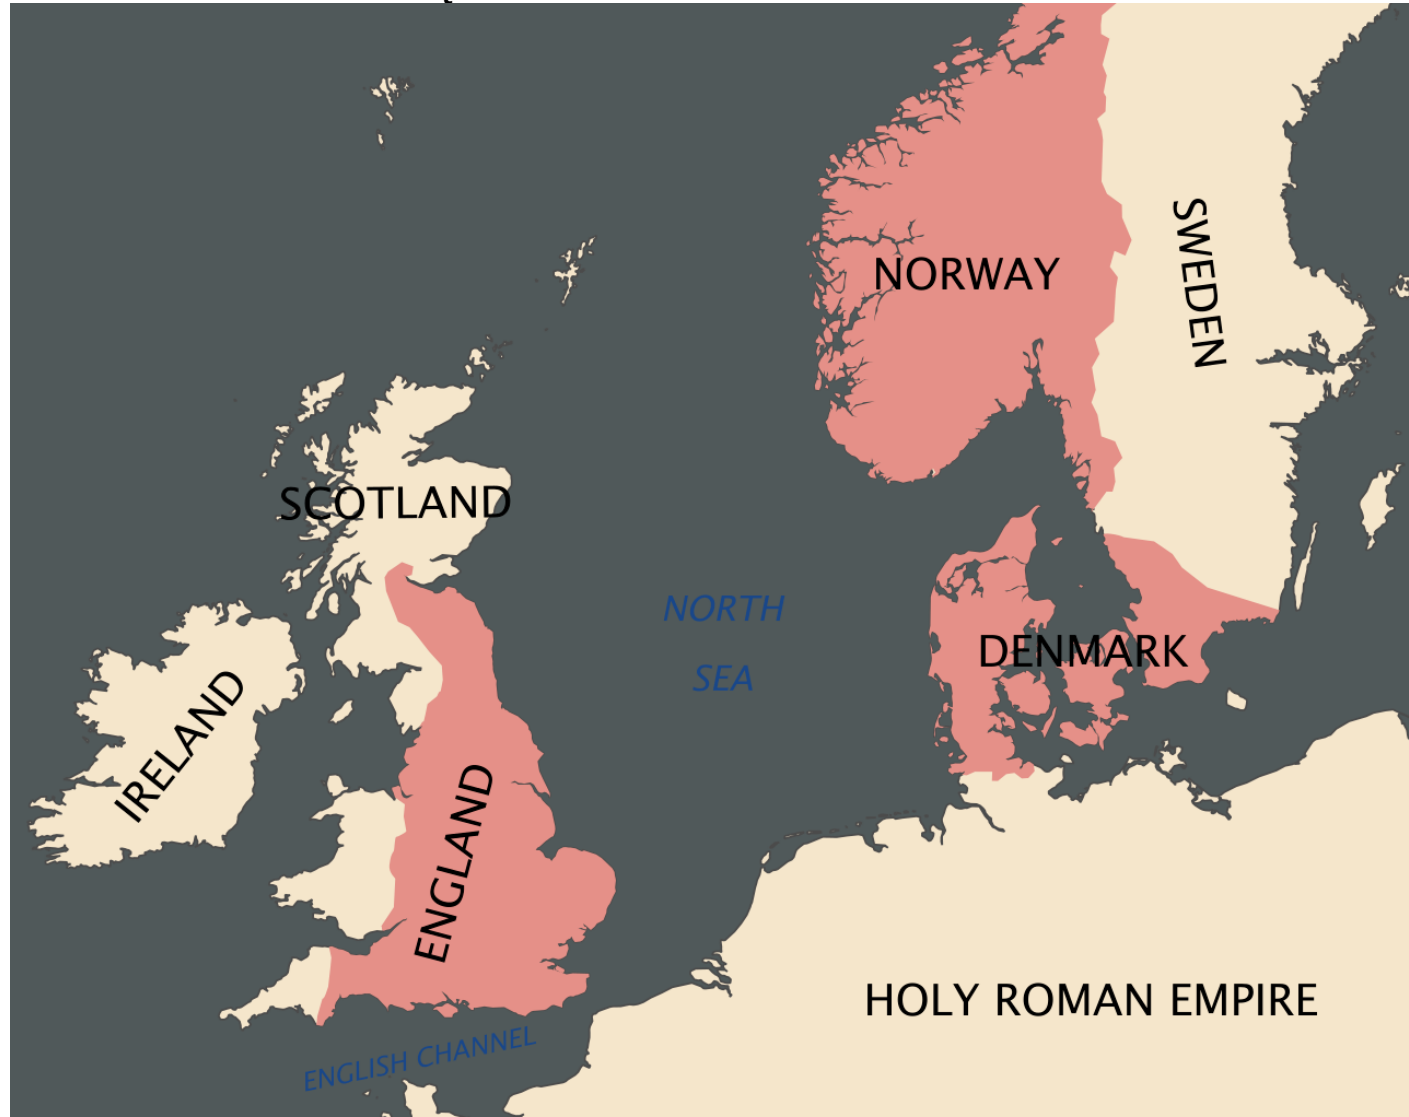 NORWAY
SWEDEN
SCOTLAND
NORTH
SEA
DENMARK
IRELAND
ENGLAND
HOLY ROMAN EMPIRE
ENGLISH CHANNEL